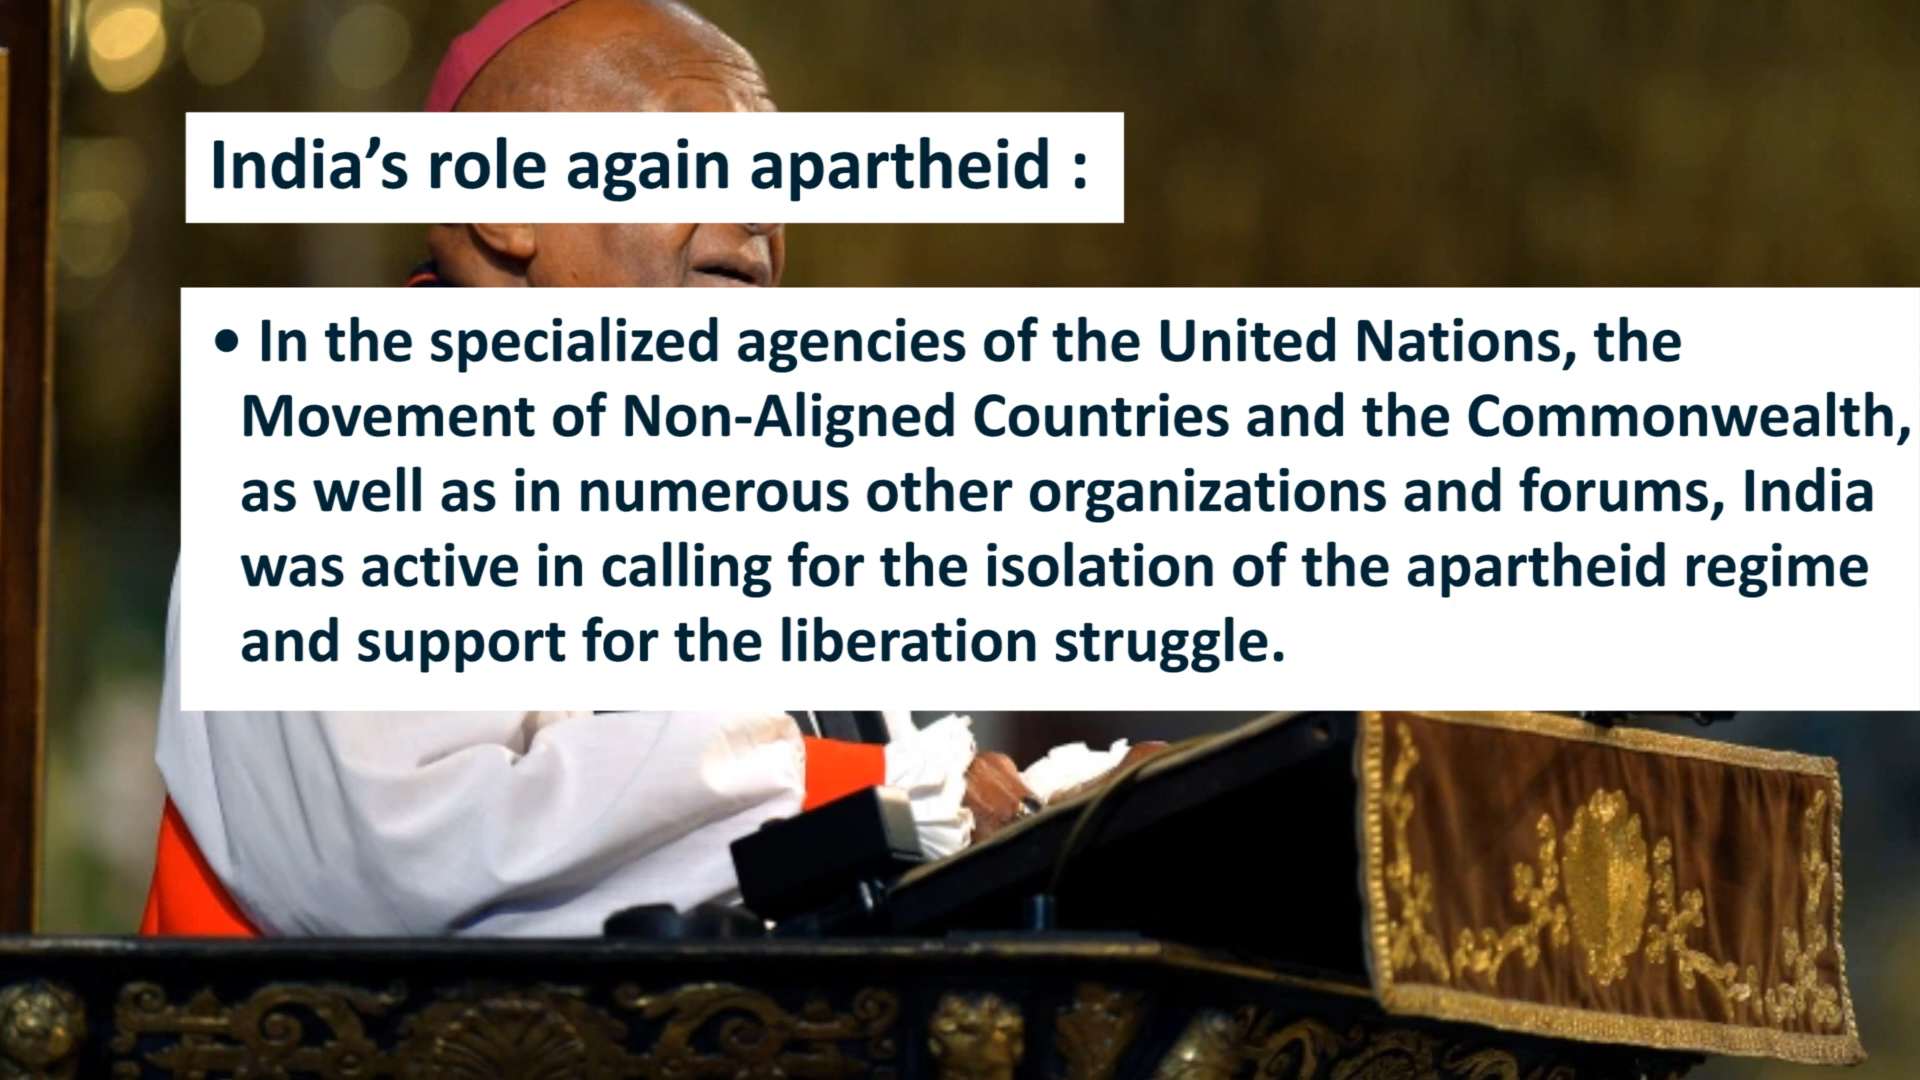 India’s role again apartheid :
• In the specialized agencies of the United Nations, the
Movement of Non-Aligned Countries and the Commonwealth,
as well as in numerous other organizations and forums, India
was active in calling for the isolation of the apartheid regime
and support for the liberation struggle.